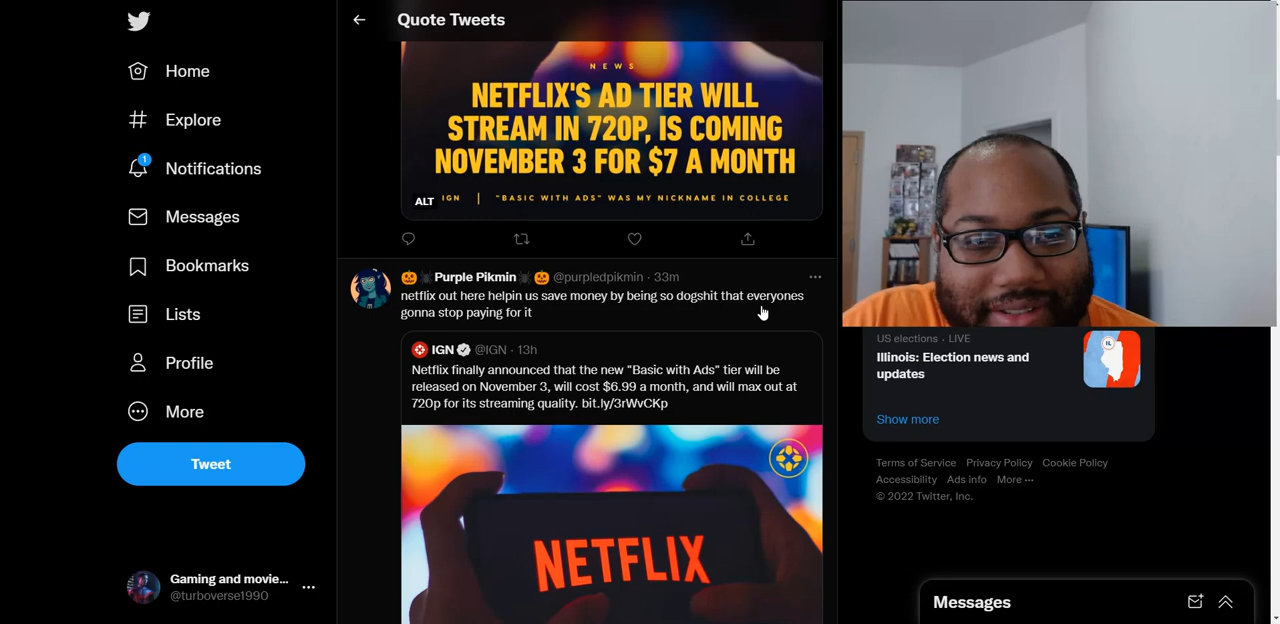 Quote Tweets
Home
Explore
1
Notifications
Messages
Bookmarks
Lists
Profile
More
Tweet
Gaming and movie...
@turboverse1990
NEWS
NETFLIX'S AD TIER WILL
STREAM IN 720P, IS COMING
NOVEMBER 3 FOR $7 A MONTH
ALT
IGN | "BASIC WITH ADS" WAS MY NICKNAME IN COLLEGE
🎃🕷Purple Pikmin🕷🎃 @purpledpikmin · 33m
netflix out here helpin us save money by being so dogshit that everyones
gonna stop paying for it
IGN @IGN · 13h
Netflix finally announced that the new "Basic with Ads" tier will be
released on November 3, will cost $6.99 a month, and will max out at
720p for its streaming quality. bit.ly/3rWvCKp
NETFLIX
US elections · LIVE
Illinois: Election news and
updates
IL
Show more
Terms of Service Privacy Policy Cookie Policy
Accessibility Ads info More ···
© 2022 Twitter, Inc.
Messages